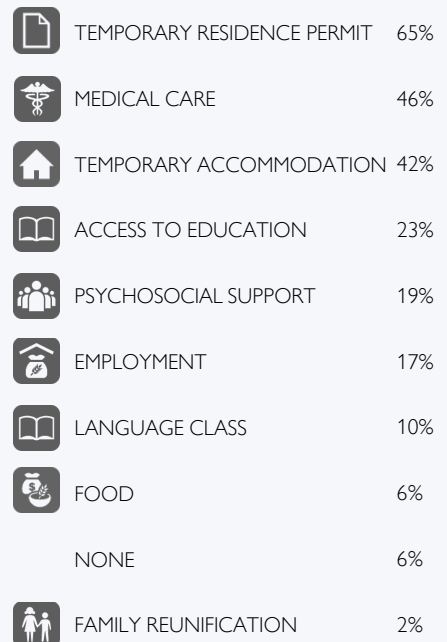 TEMPORARY RESIDENCE PERMIT 65%
MEDICAL CARE 46%
TEMPORARY ACCOMMODATION 42%
ACCESS TO EDUCATION 23%
PSYCHOSOCIAL SUPPORT 19%
EMPLOYMENT 17%
LANGUAGE CLASS 10%
FOOD 6%
NONE 6%
FAMILY REUNIFICATION 2%